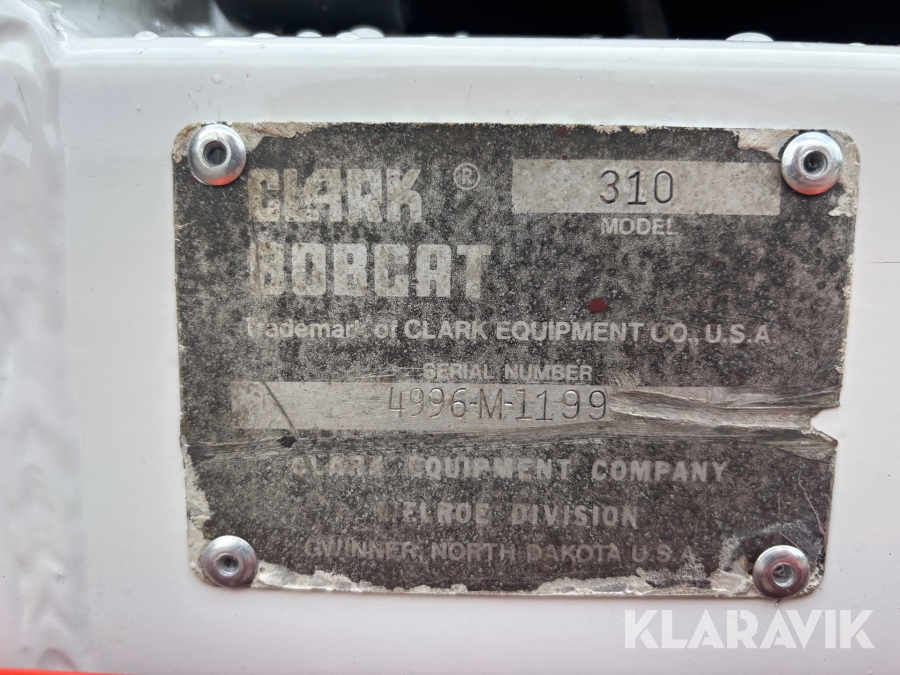 CLARK ®
BOBCAT
310
MODEL
Trademark of CLARK EQUIPMENT CO., U.S.A
SERIAL NUMBER
4996-M-1199
CLARK EQUIPMENT COMPANY
MELROE DIVISION
GWINNER, NORTH DAKOTA U.S.A
KLARAVIK